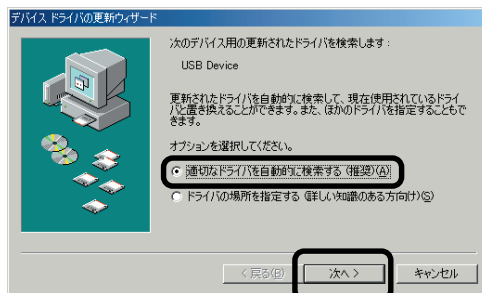 デバイス ドライバの更新ウィザード
次のデバイス用の更新されたドライバを検索します：
USB Device
更新されたドライバを自動的に検索して、現在使用されているドライ
バと置き換えることができます。また、ほかのドライバを指定することもで
きます。
オプションを選択してください。
適切なドライバを自動的に検索する (推奨)(A)
ドライバの場所を指定する (詳しい知識のある方向け)(S)
< 戻る(B)
次へ >
キャンセル